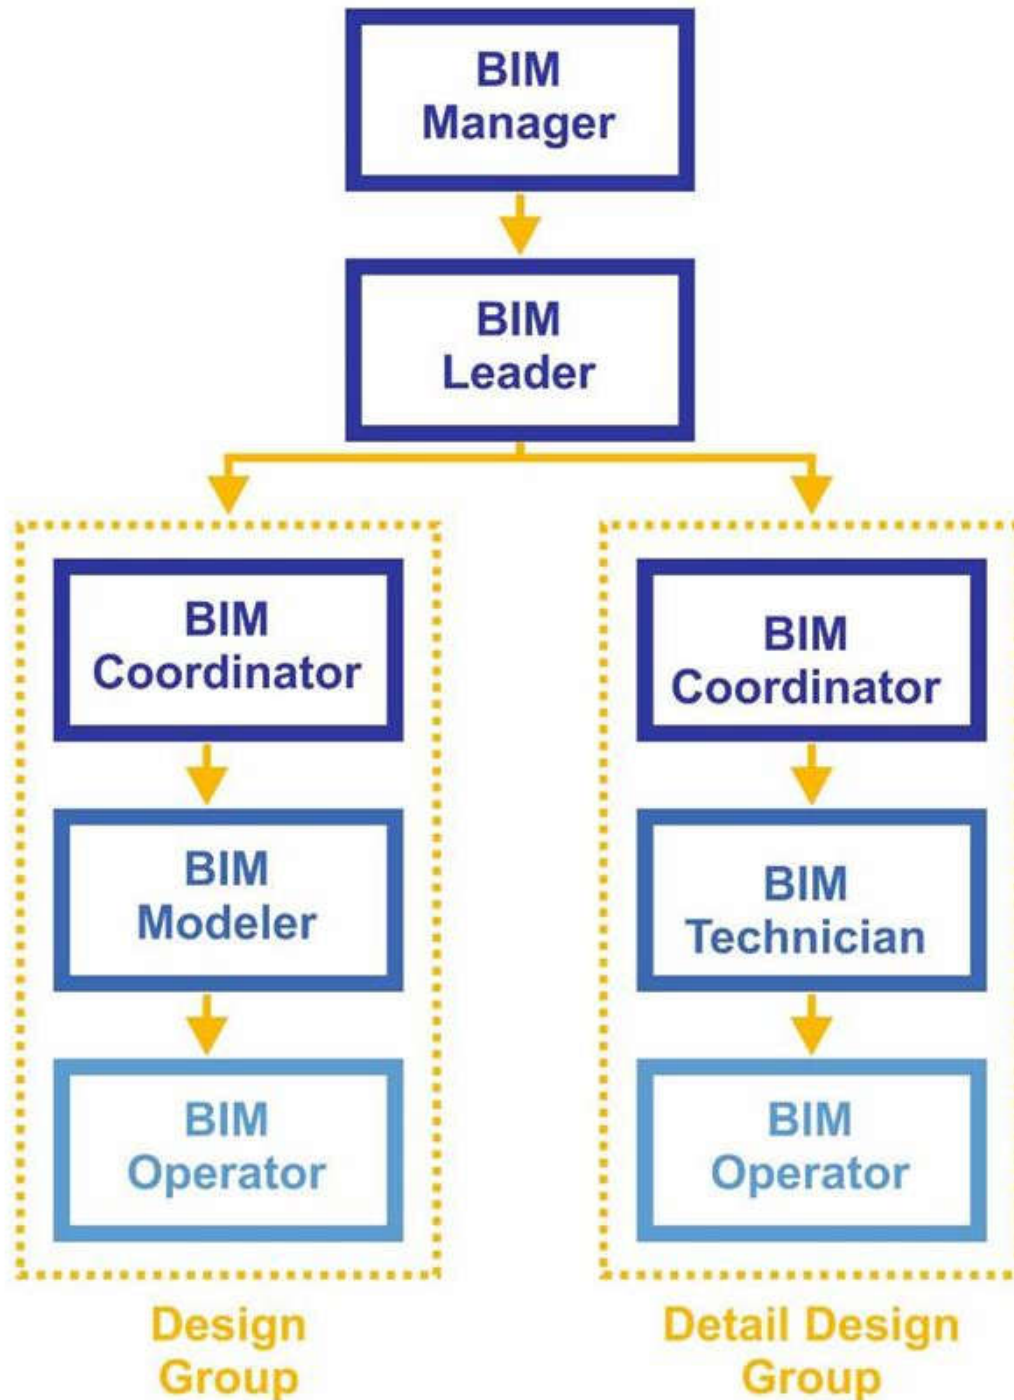 BIM
Manager
BIM
Leader
BIM
Coordinator
BIM
Modeler
BIM
Operator
Design
Group
BIM
Coordinator
BIM
Technician
BIM
Operator
Detail Design
Group